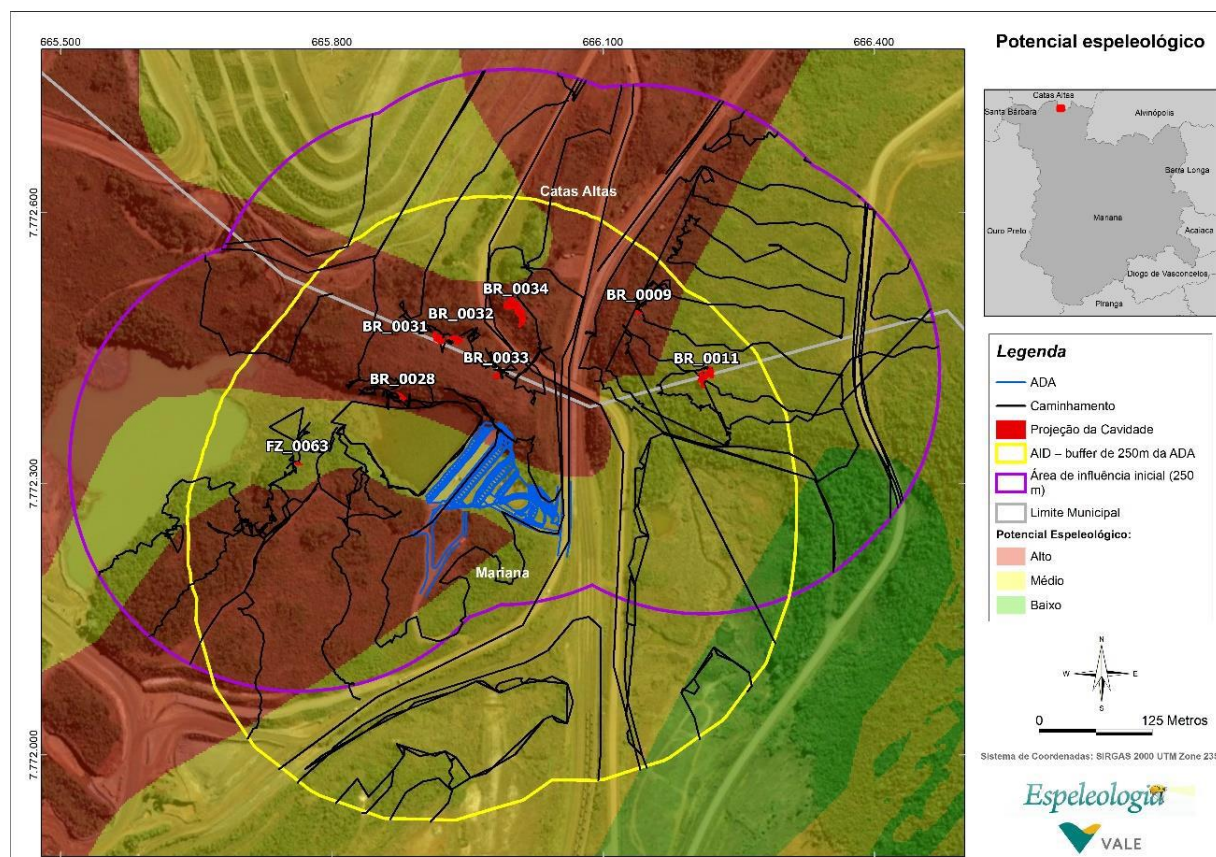 665.500
665.800
666.100
666.400
7.772.600
7.772.300
7.772.000
Catas Altas
BR_0034
BR_0009
BR_0032
BR_0031
BR_0033
BR_0011
BR_0028
FZ_0063
Mariana
Potencial espeleológico
Catas Altas
Santa Bárbara
Alvinópolis
Barra Longa
Mariana
Ouro Preto
Acaiaca
Diogo de Vasconcelos
Piranga
Legenda
ADA
Caminhamento
Projeção da Cavidade
AID – buffer de 250m da ADA
Área de influência inicial (250
m)
Limite Municipal
Potencial Espeleológico:
Alto
Médio
Baixo
N
W
E
S
0
125 Metros
Sistema de Coordenadas: SIRGAS 2000 UTM Zone 23S
Espeleologia
VALE